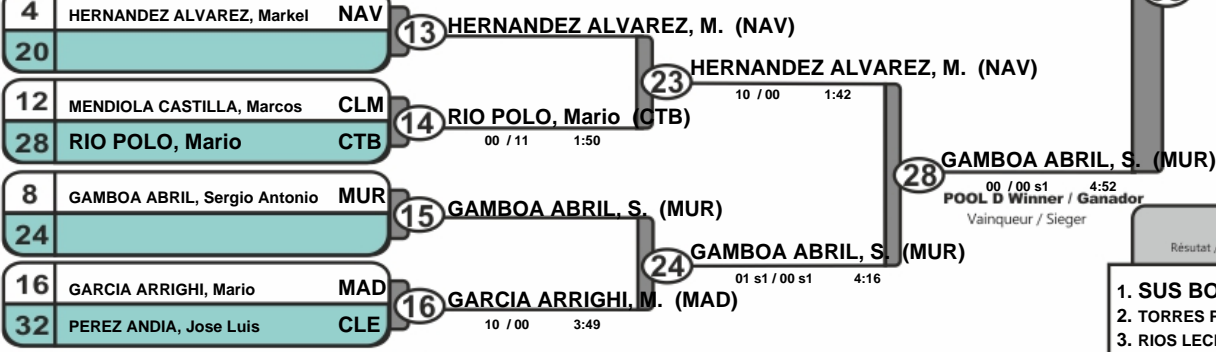 4 HERNANDEZ ALVAREZ, Markel NAV
20
13 HERNANDEZ ALVAREZ, M. (NAV)
23 HERNANDEZ ALVAREZ, M. (NAV)
10 / 00 1:42
12 MENDIOLA CASTILLA, Marcos CLM
28 RIO POLO, Mario CTB
14 RIO POLO, Mario (CTB)
00 / 11 1:50
28 GAMBOA ABRIL, S. (MUR)
00 / 00 s1 4:52
POOL D Winner / Ganador
Vainqueur / Sieger
8 GAMBOA ABRIL, Sergio Antonio MUR
24
15 GAMBOA ABRIL, S. (MUR)
24 GAMBOA ABRIL, S. (MUR)
01 s1 / 00 s1 4:16
16 GARCIA ARRIGHI, Mario MAD
32 PEREZ ANDIA, Jose Luis CLE
16 GARCIA ARRIGHI, M. (MAD)
10 / 00 3:49
Résutat /
1. SUS BO
2. TORRES
3. RIOS LEC